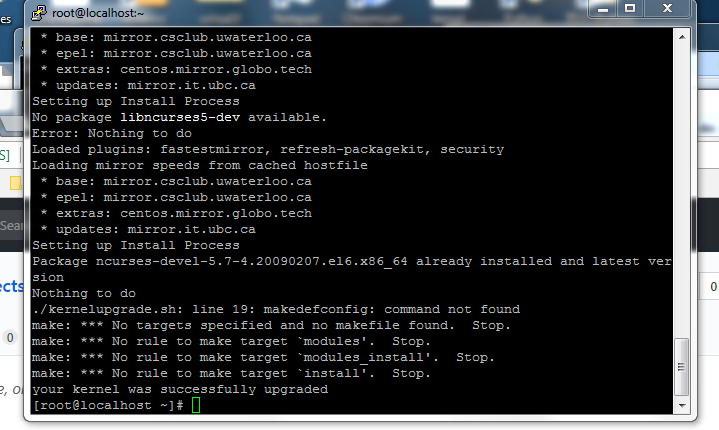 root@localhost:~
 * base: mirror.csclub.uwaterloo.ca
 * epel: mirror.csclub.uwaterloo.ca
 * extras: centos.mirror.globo.tech
 * updates: mirror.it.ubc.ca
Setting up Install Process
No package libncurses5-dev available.
Error: Nothing to do
Loaded plugins: fastestmirror, refresh-packagekit, security
Loading mirror speeds from cached hostfile
 * base: mirror.csclub.uwaterloo.ca
 * epel: mirror.csclub.uwaterloo.ca
 * extras: centos.mirror.globo.tech
 * updates: mirror.it.ubc.ca
Setting up Install Process
Package ncurses-devel-5.7-4.20090207.el6.x86_64 already installed and latest ver
sion
Nothing to do
./kernelupgrade.sh: line 19: makedefconfig: command not found
make: *** No targets specified and no makefile found.  Stop.
make: *** No rule to make target `modules'.  Stop.
make: *** No rule to make target `modules_install'.  Stop.
make: *** No rule to make target `install'.  Stop.
your kernel was successfully upgraded
[root@localhost ~]#
es
S]
Sear
ects
0
0
e, o